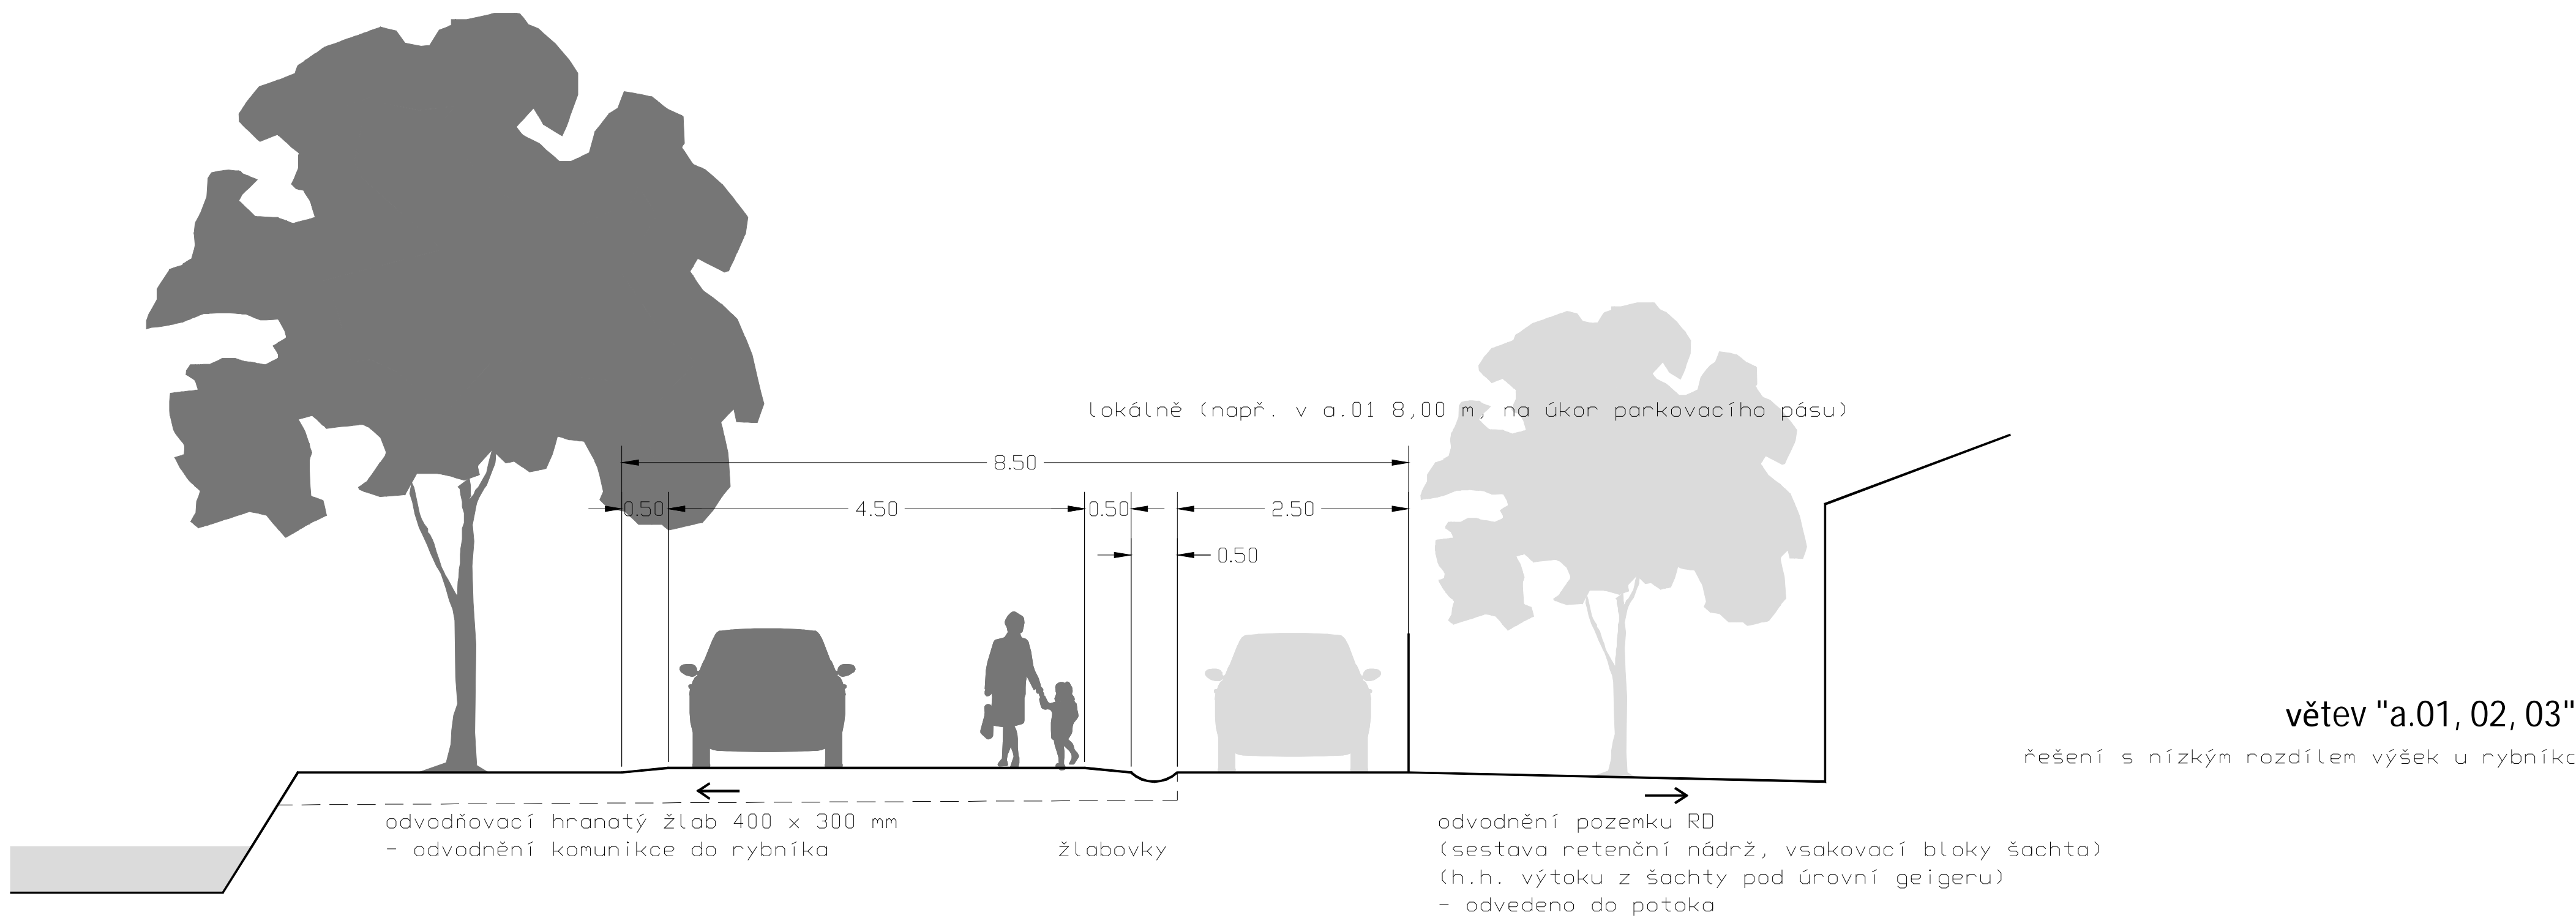 lokálně (např. v a.01 8,00 m, na úkor parkovacího pásu)
8.50
0.50 4.50 0.50 2.50
0.50
větev "a.01, 02, 03"
řešení s nízkým rozdílem výšek u rybníka
odvodňovací hranatý žlab 400 x 300 mm
- odvodnění komunikce do rybníka
žlabovky
odvodnění pozemku RD
(sestava retenční nádrž, vsakovací bloky šachta)
(h.h. výtoku z šachty pod úrovní geigeru)
- odvedeno do potoka